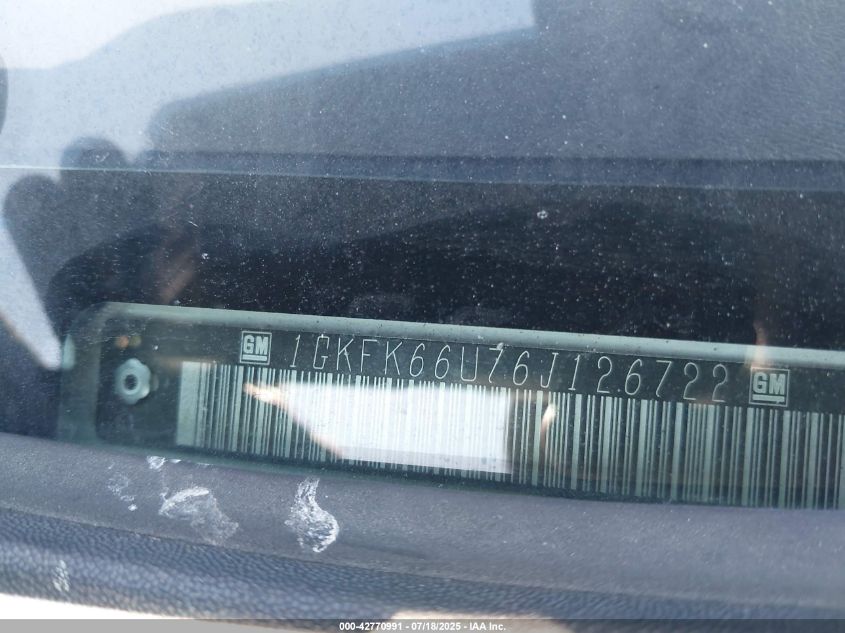 GM 1GKFK66U76J126722 GM
000-42770991 - 07/18/2025 - IAA Inc.